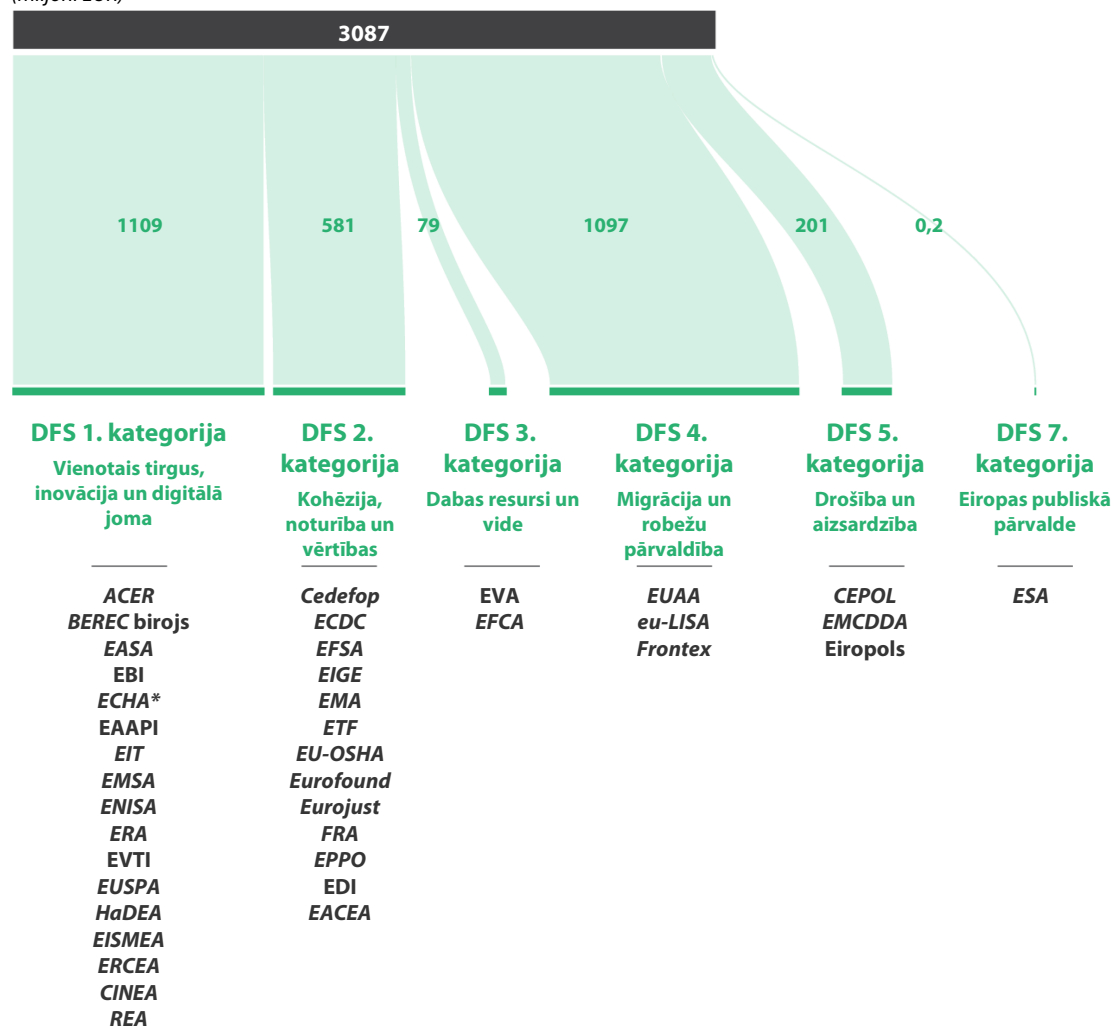 (miljoni EUR)
3087
1109
581
79
1097
201
0,2
DFS 1. kategorija
Vienotais tirgus,
inovācija un digitālā
joma
ACER
BEREC birojs
EASA
EBI
ECHA*
EAAPI
EIT
EMSA
ENISA
ERA
EVTI
EUSPA
HaDEA
EISMEA
ERCEA
CINEA
REA
DFS 2.
kategorija
Kohēzija,
noturība un
vērtības
Cedefop
ECDC
EFSA
EIGE
EMA
ETF
EU-OSHA
Eurofound
Eurojust
FRA
EPPO
EDI
EACEA
DFS 3.
kategorija
Dabas resursi un
vide
EVA
EFCA
DFS 4.
kategorija
Migrācija un
robežu
pārvaldība
EUAA
eu-LISA
Frontex
DFS 5.
kategorija
Drošība un
aizsardzība
CEPOL
EMCDDA
Eiropols
DFS 7.
kategorija
Eiropas publiskā
pārvalde
ESA